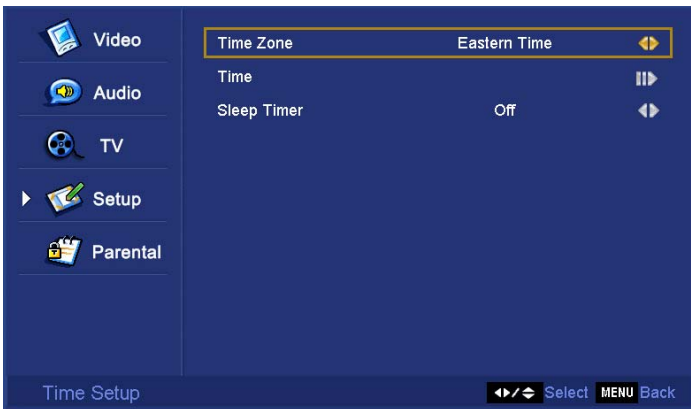 Video
Audio
TV
Setup
Parental
Time Zone Eastern Time
Time
Sleep Timer Off
Time Setup
Select MENU Back